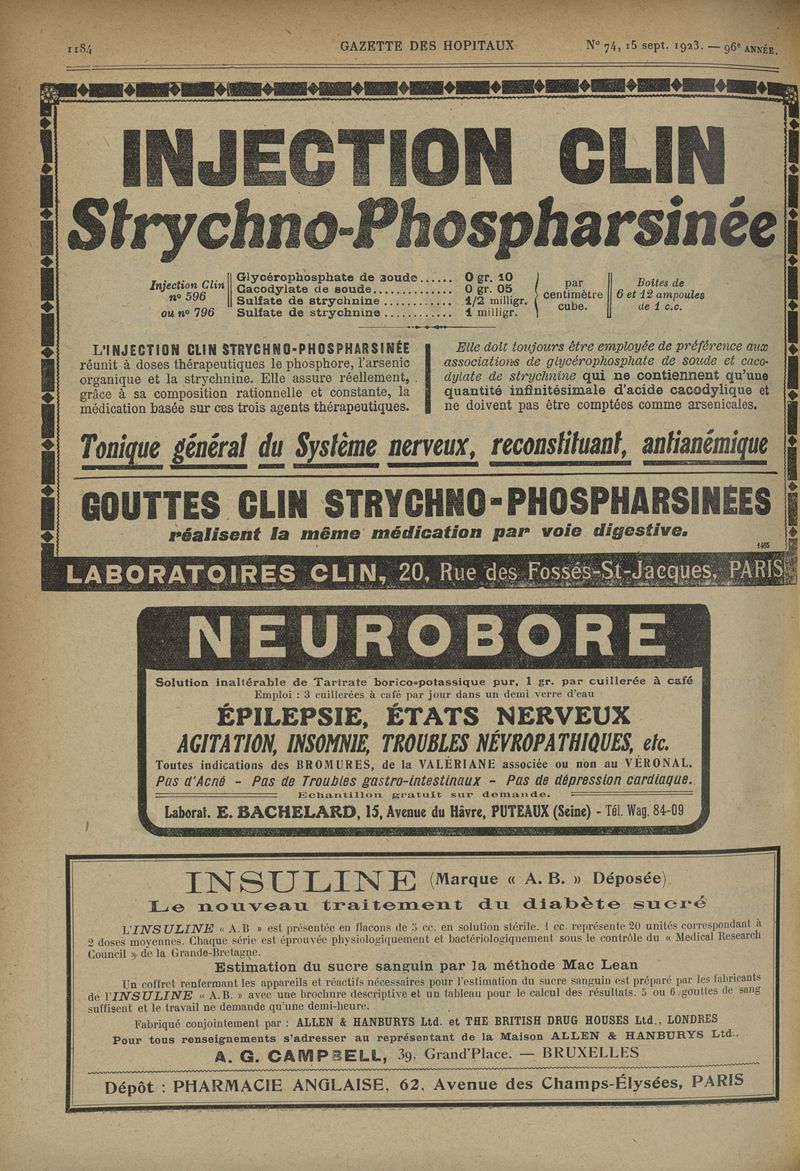 1184 GAZETTE DES HOPITAUX N° 74, 15 sept. 1923. — 96e ANNÉE.
INJECTION CLIN
Strychno-Phospharsinée
Injection Clin
n° 596
ou n° 796
Glycérophosphate de soude...... 0 gr. 10
Cacodylate de soude.............. 0 gr. 05
Sulfate de strychnine ............ 1/2 milligr.
Sulfate de strychnine ............ 1 milligr.
par
centimètre
cube.
Boîtes de
6 et 12 ampoules
de 1 c.c.
L'INJECTION CLIN STRYCHNO-PHOSPHARSINÉE
réunit à doses thérapeutiques le phosphore, l'arsenic
organique et la strychnine. Elle assure réellement,
grâce à sa composition rationnelle et constante, la
médication basée sur ces trois agents thérapeutiques.
Elle doit toujours être employée de préférence aux
associations de glycérophosphate de soude et caco-
dylate de strychnine qui ne contiennent qu'une
quantité infinitésimale d'acide cacodylique et
ne doivent pas être comptées comme arsenicales.
Tonique général du Système nerveux, reconstituant, antianémique
GOUTTES CLIN STRYCHNO-PHOSPHARSINÉES
réalisent la même médication par voie digestive.
1465
LABORATOIRES CLIN, 20, Rue des Fossés-St-Jacques, PARIS
NEUROBORE
Solution inaltérable de Tartrate borico-potassique pur, 1 gr. par cuillerée à café
Emploi : 3 cuillerées à café par jour dans un demi verre d'eau
ÉPILEPSIE, ÉTATS NERVEUX
AGITATION, INSOMNIE, TROUBLES NÉVROPATHIQUES, etc.
Toutes indications des BROMURES, de la VALÉRIANE associée ou non au VÉRONAL.
Pas d'Acné - Pas de Troubles gastro-intestinaux - Pas de dépression cardiaque.
Echantillon gratuit sur demande.
Laborat. E. BACHELARD, 15, Avenue du Hâvre, PUTEAUX (Seine) - Tél. Wag. 84-09
INSULINE (Marque « A. B. » Déposée)
Le nouveau traitement du diabète sucré
L'INSULINE « A.B » est présentée en flacons de 5 cc. en solution stérile. 1 cc. représente 20 unités correspondant à
2 doses moyennes. Chaque série est éprouvée physiologiquement et bactériologiquement sous le contrôle du « Medical Research
Council » de la Grande-Bretagne.
Estimation du sucre sanguin par la méthode Mac Lean
Un coffret renfermant les appareils et réactifs nécessaires pour l'estimation du sucre sanguin est préparé par les fabricants
de l'INSULINE « A. B. » avec une brochure descriptive et un tableau pour le calcul des résultats. 5 ou 6 gouttes de sang
suffisent et le travail ne demande qu'une demi-heure.
Fabriqué conjointement par : ALLEN & HANBURYS Ltd. et THE BRITISH DRUG HOUSES Ltd., LONDRES
Pour tous renseignements s'adresser au représentant de la Maison ALLEN & HANBURYS Ltd.,
A. G. CAMPBELL, 39, Grand'Place. — BRUXELLES
Dépôt : PHARMACIE ANGLAISE, 62, Avenue des Champs-Élysées, PARIS